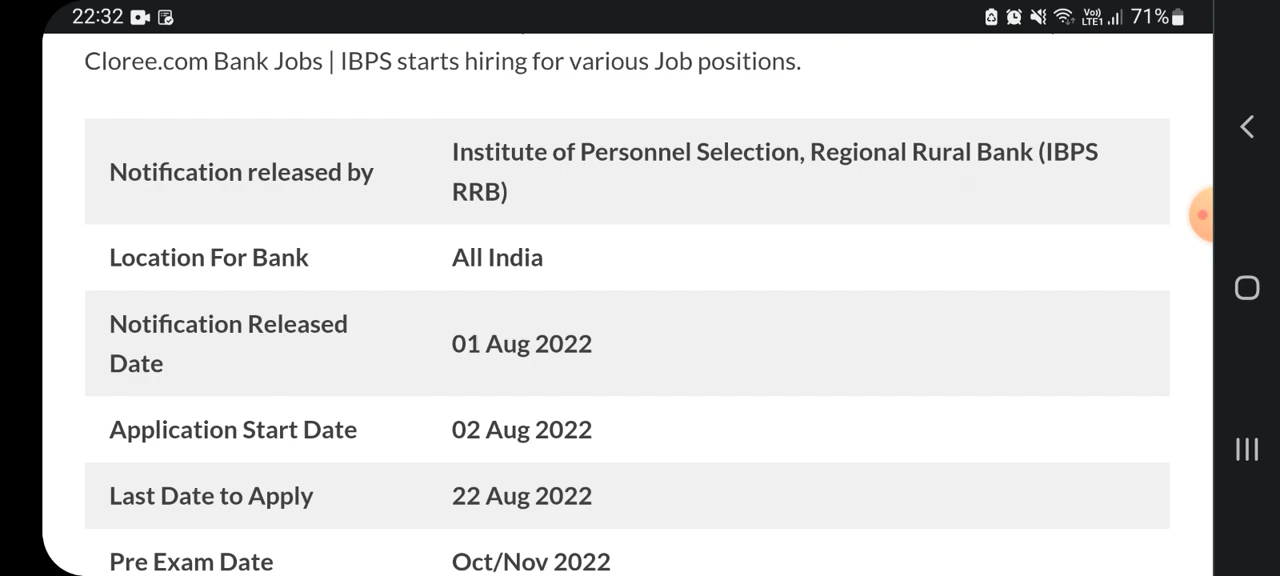 22:32 Vo)) LTE1 71%
Cloree.com Bank Jobs | IBPS starts hiring for various Job positions.
Notification released by
Institute of Personnel Selection, Regional Rural Bank (IBPS
RRB)
Location For Bank
All India
Notification Released
Date
01 Aug 2022
Application Start Date
02 Aug 2022
Last Date to Apply
22 Aug 2022
Pre Exam Date
Oct/Nov 2022